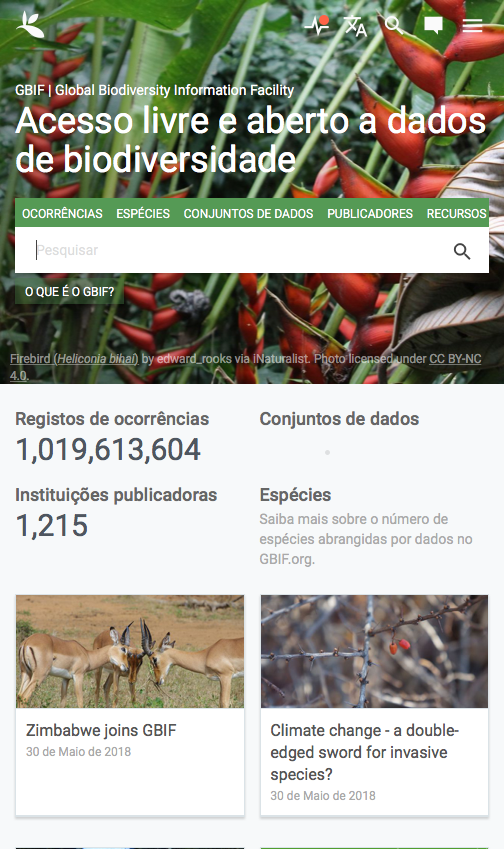 GBIF | Global Biodiversity Information Facility
Acesso livre e aberto a dados
de biodiversidade
OCORRÊNCIAS ESPÉCIES CONJUNTOS DE DADOS PUBLICADORES RECURSOS
Pesquisar
O QUE É O GBIF?
Firebird (Heliconia bihai) by edward_rooks via iNaturalist. Photo licensed under CC BY-NC
4.0.
Registos de ocorrências
1,019,613,604
Conjuntos de dados
Instituições publicadoras
1,215
Espécies
Saiba mais sobre o número de
espécies abrangidas por dados no
GBIF.org.
Zimbabwe joins GBIF
30 de Maio de 2018
Climate change - a double-
edged sword for invasive
species?
30 de Maio de 2018